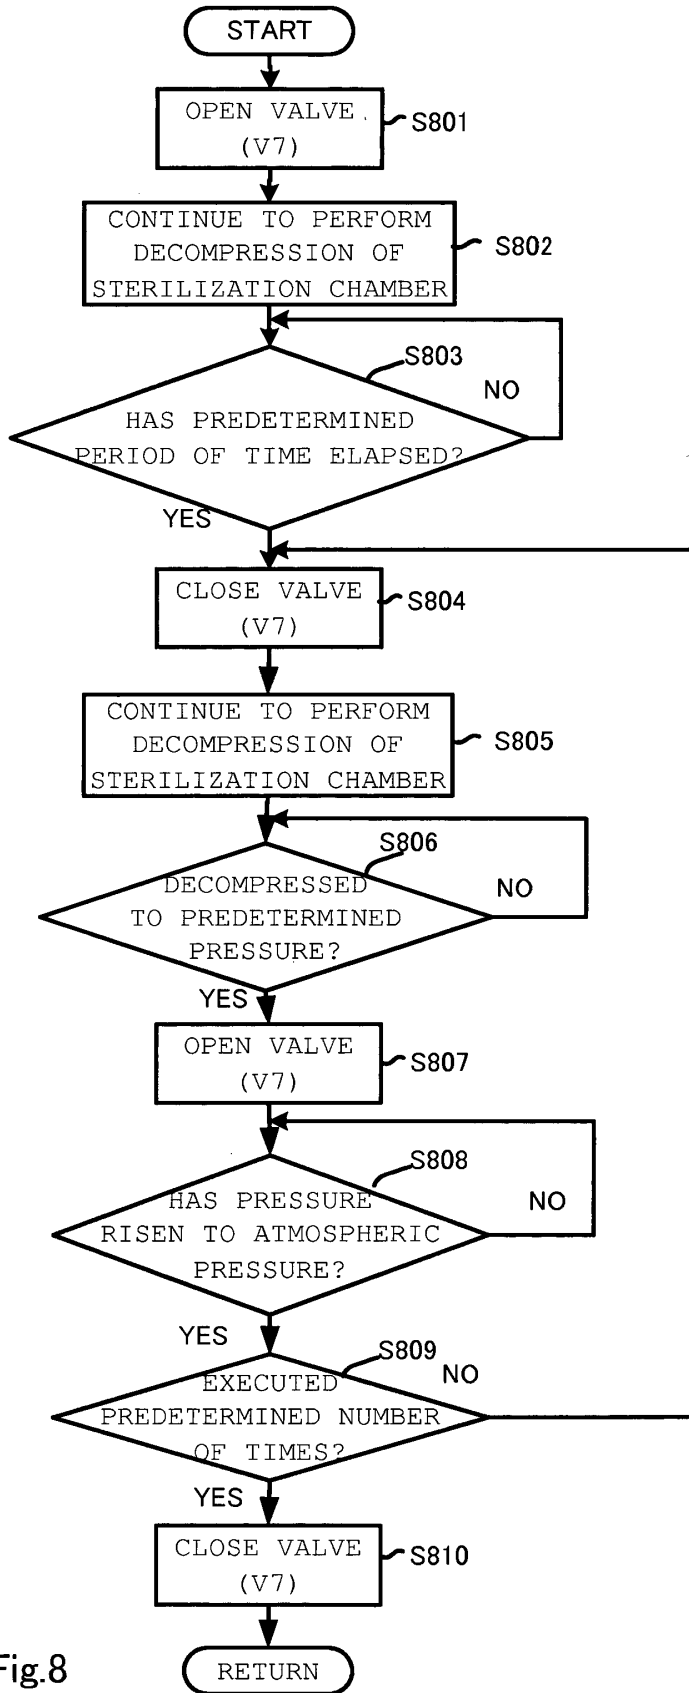 START
OPEN VALVE
(V7)
S801
CONTINUE TO PERFORM
DECOMPRESSION OF
STERILIZATION CHAMBER
S802
S803
NO
HAS PREDETERMINED
PERIOD OF TIME ELAPSED?
YES
CLOSE VALVE
(V7)
S804
CONTINUE TO PERFORM
DECOMPRESSION OF
STERILIZATION CHAMBER
S805
S806
NO
DECOMPRESSED
TO PREDETERMINED
PRESSURE?
YES
OPEN VALVE
(V7)
S807
S808
NO
HAS PRESSURE
RISEN TO ATMOSPHERIC
PRESSURE?
YES
S809
NO
EXECUTED
PREDETERMINED NUMBER
OF TIMES?
YES
CLOSE VALVE
(V7)
S810
RETURN
Fig.8